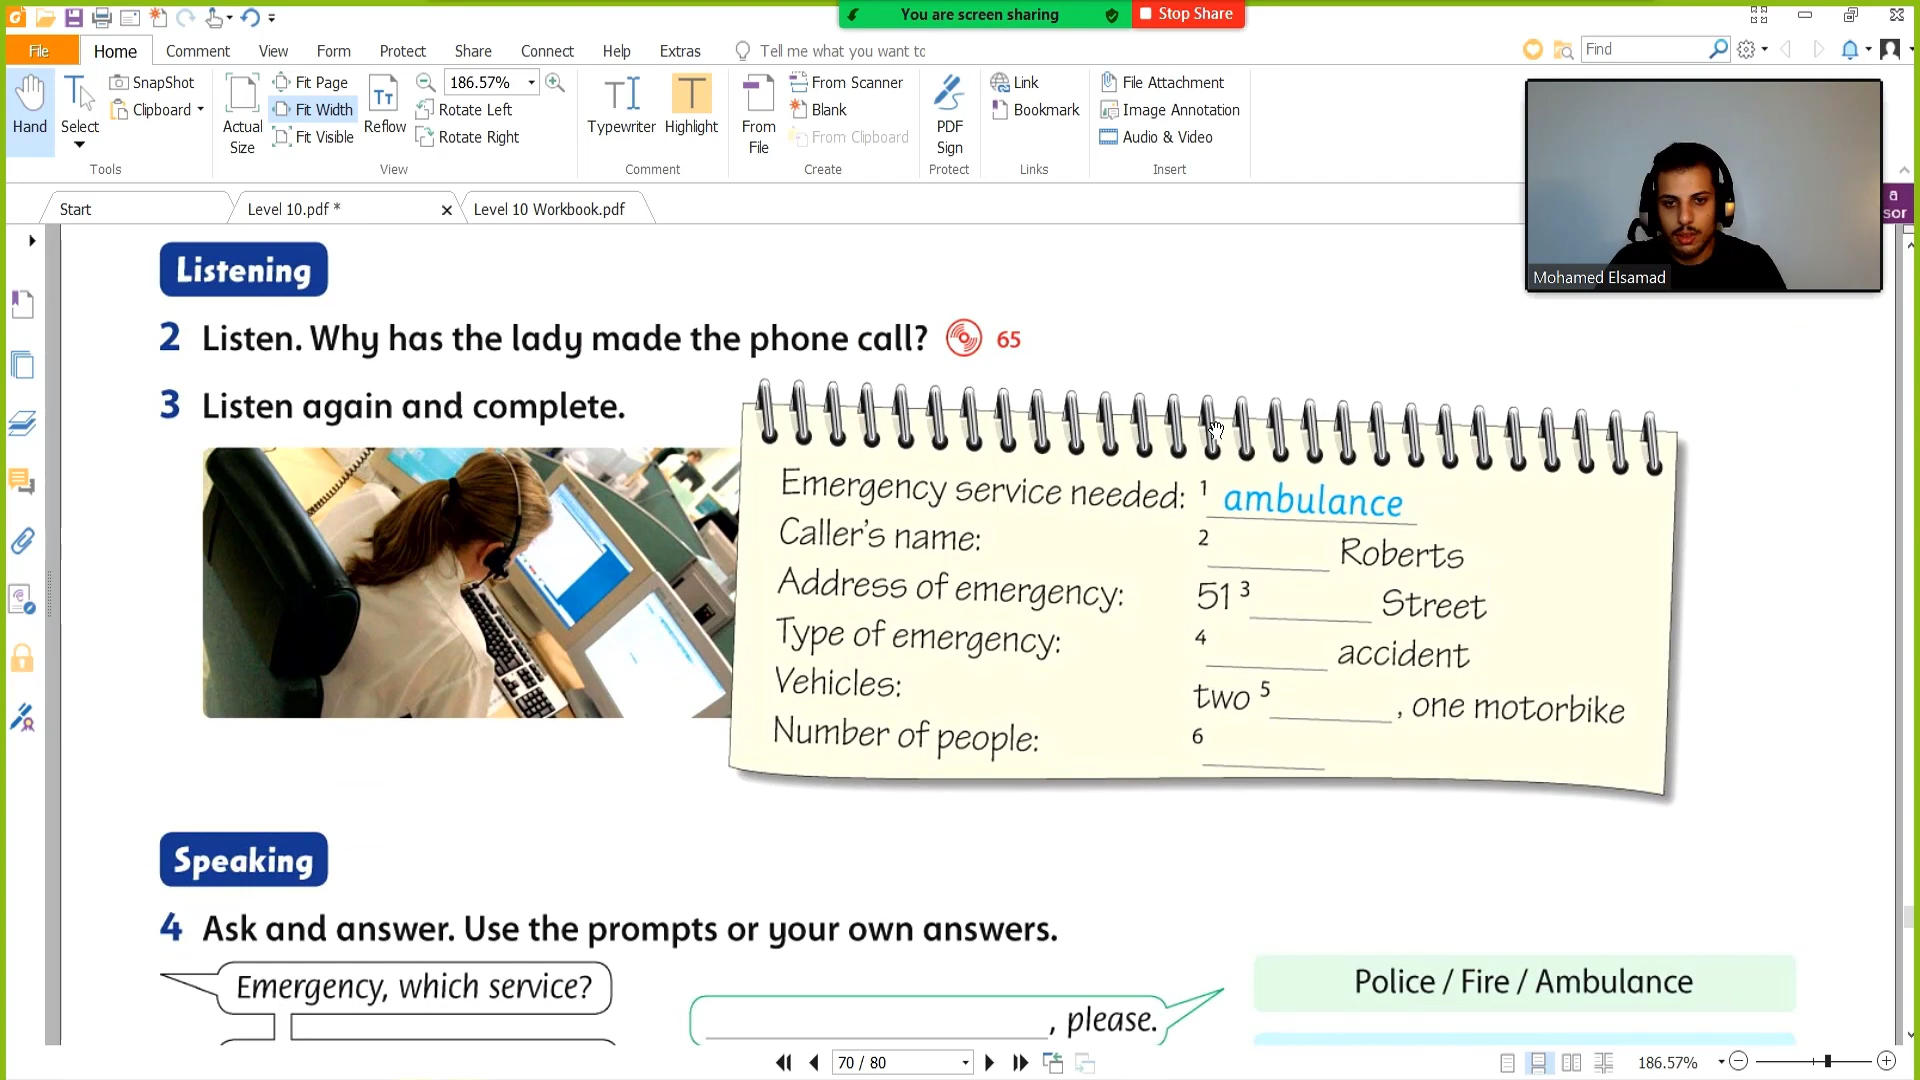 You are screen sharing
Stop Share
File
Home
Comment
View
Form
Protect
Share
Connect
Help
Extras
Tell me what you want to
Find
Hand
Select
SnapShot
Clipboard
Tools
Actual Size
Fit Page
Fit Width
Fit Visible
Reflow
186.57%
Rotate Left
Rotate Right
View
Typewriter
Highlight
Comment
From File
From Scanner
Blank
From Clipboard
Create
PDF Sign
Protect
Link
Bookmark
Links
File Attachment
Image Annotation
Audio & Video
Insert
Start
Level 10.pdf *
Level 10 Workbook.pdf
a
sor
Mohamed Elsamad
Listening
2 Listen. Why has the lady made the phone call? 65
3 Listen again and complete.
Emergency service needed: 1 ambulance
Caller's name: 2 ______ Roberts
Address of emergency: 51 3 ______ Street
Type of emergency: 4 ______ accident
Vehicles: two 5 ______, one motorbike
Number of people: 6 ______
Speaking
4 Ask and answer. Use the prompts or your own answers.
Emergency, which service?
______, please.
Police / Fire / Ambulance
70 / 80
186.57%